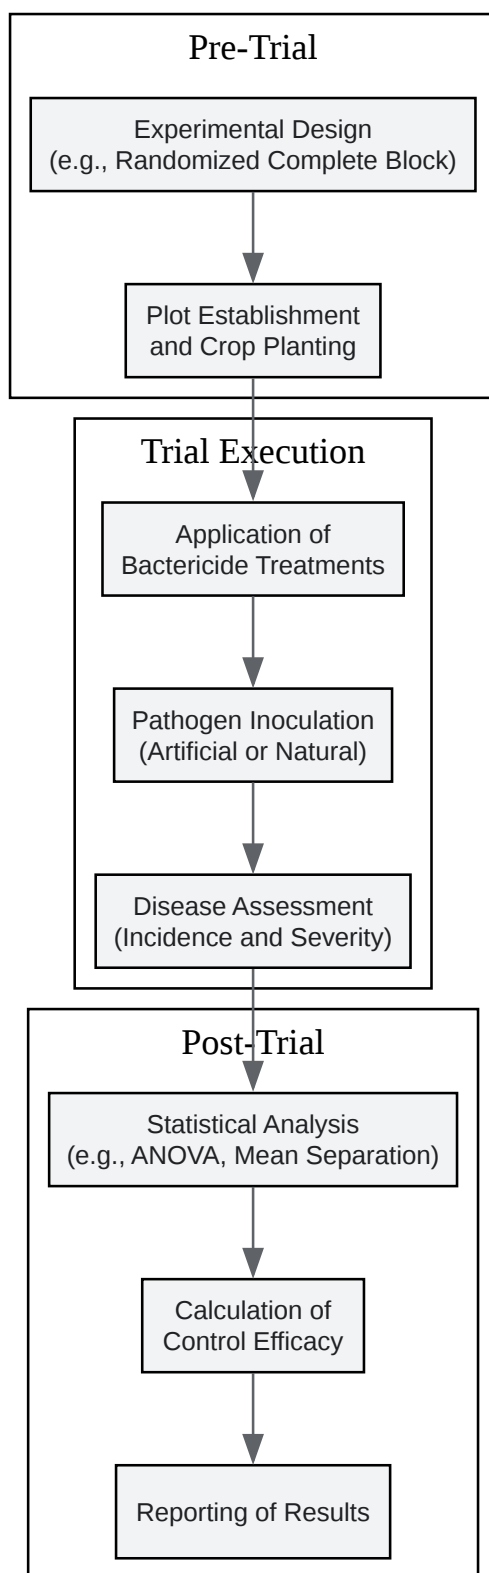 Pre-Trial
Experimental Design
(e.g., Randomized Complete Block)
Plot Establishment
and Crop Planting
Trial Execution
Application of
Bactericide Treatments
Pathogen Inoculation
(Artificial or Natural)
Disease Assessment
(Incidence and Severity)
Post-Trial
Statistical Analysis
(e.g., ANOVA, Mean Separation)
Calculation of
Control Efficacy
Reporting of Results